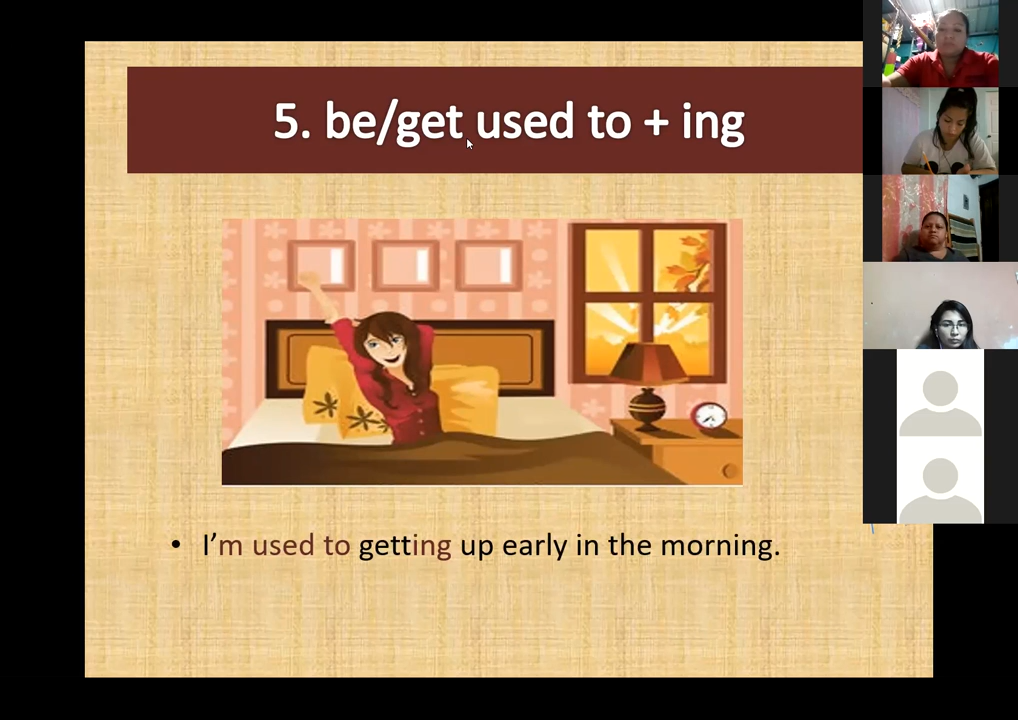 5. be/get used to + ing
• I’m used to getting up early in the morning.